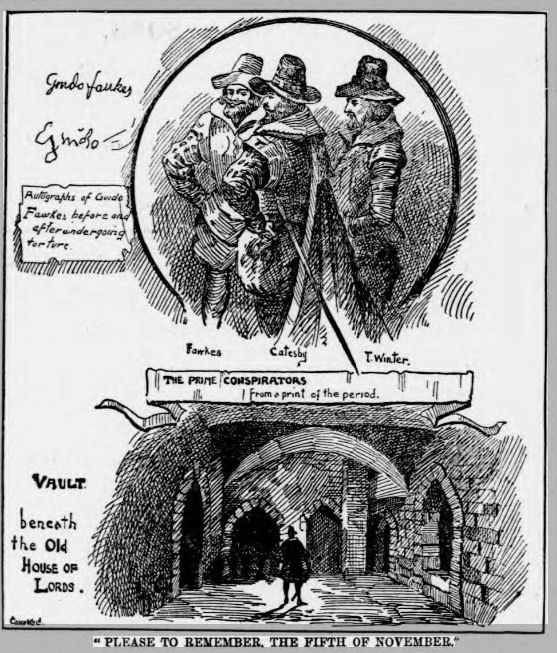 Guido fawkes
Guido
Autographs of Guido
Fawkes before and
after undergoing
torture.
Fawkes Catesby T. Winter.
THE PRIME CONSPIRATORS
From a print of the period.
VAULT
beneath
the Old
HOUSE OF
LORDS.
"PLEASE TO REMEMBER. THE FIFTH OF NOVEMBER."